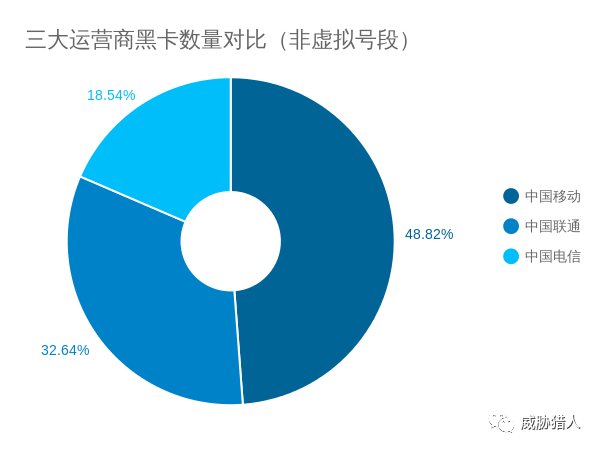 三大运营商黑卡数量对比（非虚拟号段）
18.54%
48.82%
32.64%
中国移动
中国联通
中国电信
威胁猎人